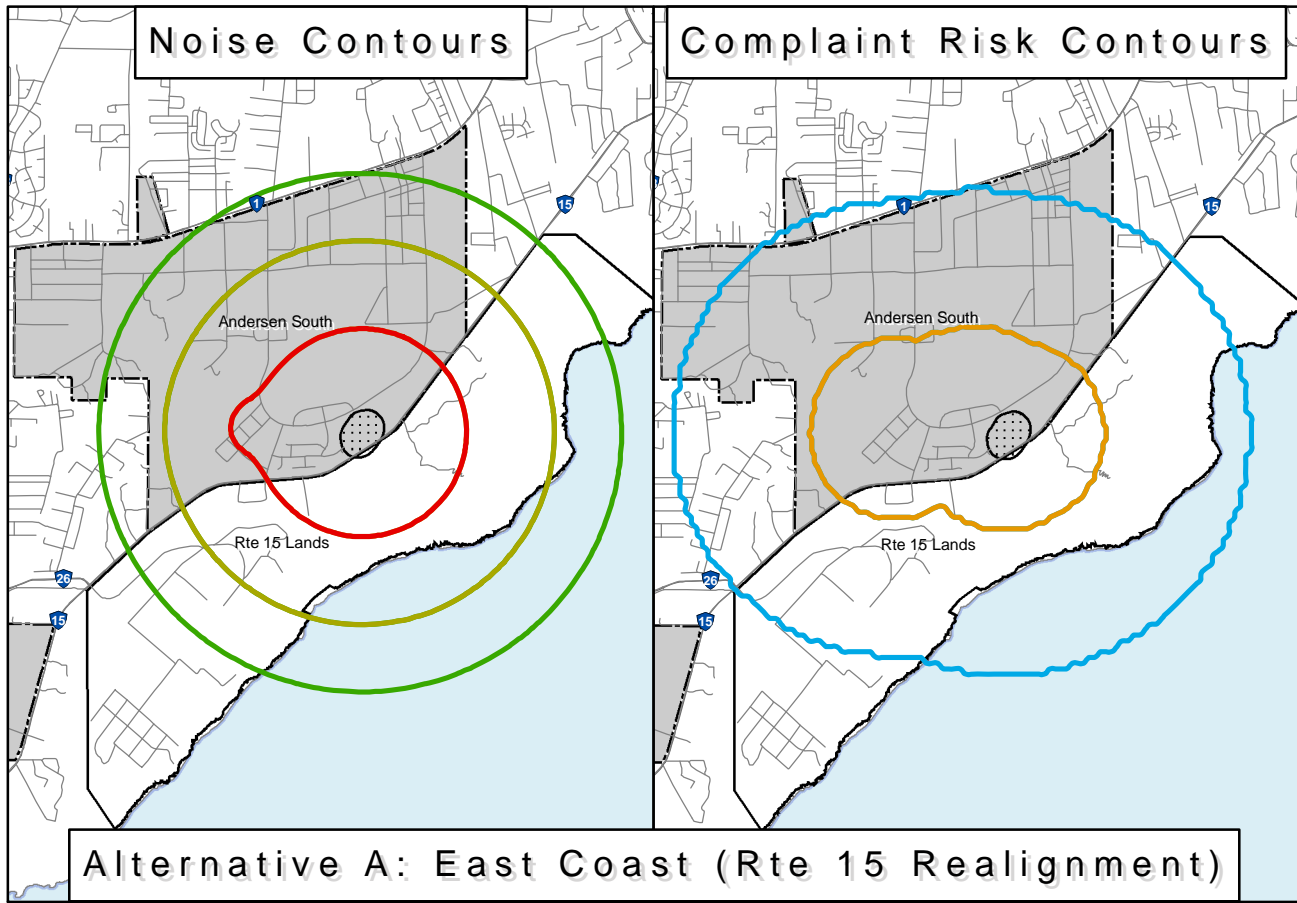 Noise Contours
Complaint Risk Contours
1
15
Andersen South
Rte 15 Lands
26
15
1
15
Andersen South
Rte 15 Lands
26
15
Alternative A: East Coast (Rte 15 Realignment)